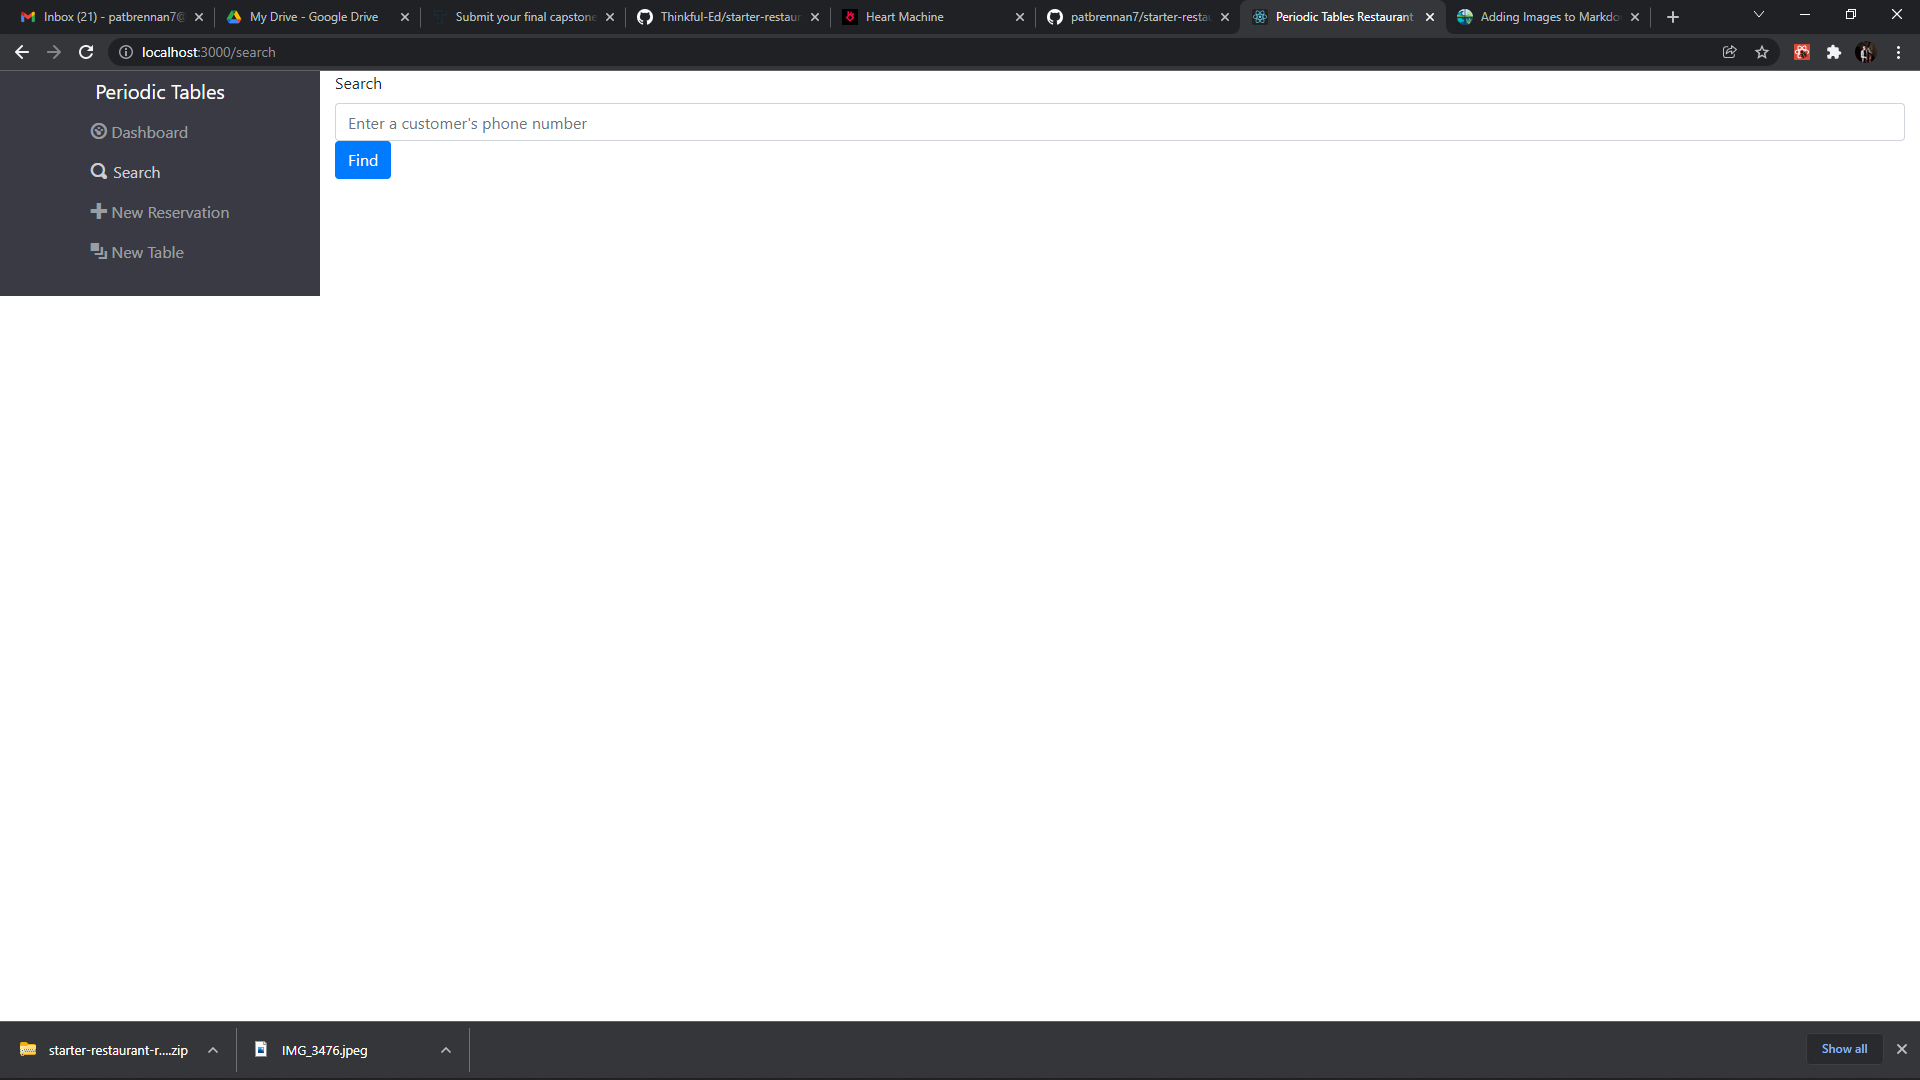 Inbox (21) - patbrennan7@
My Drive - Google Drive
Submit your final capstone
Thinkful-Ed/starter-restaur
Heart Machine
patbrennan7/starter-resta
Periodic Tables Restaurant
Adding Images to Markdo
localhost:3000/search
Periodic Tables
Dashboard
Search
New Reservation
New Table
Search
Enter a customer's phone number
Find
starter-restaurant-r....zip
IMG_3476.jpeg
Show all